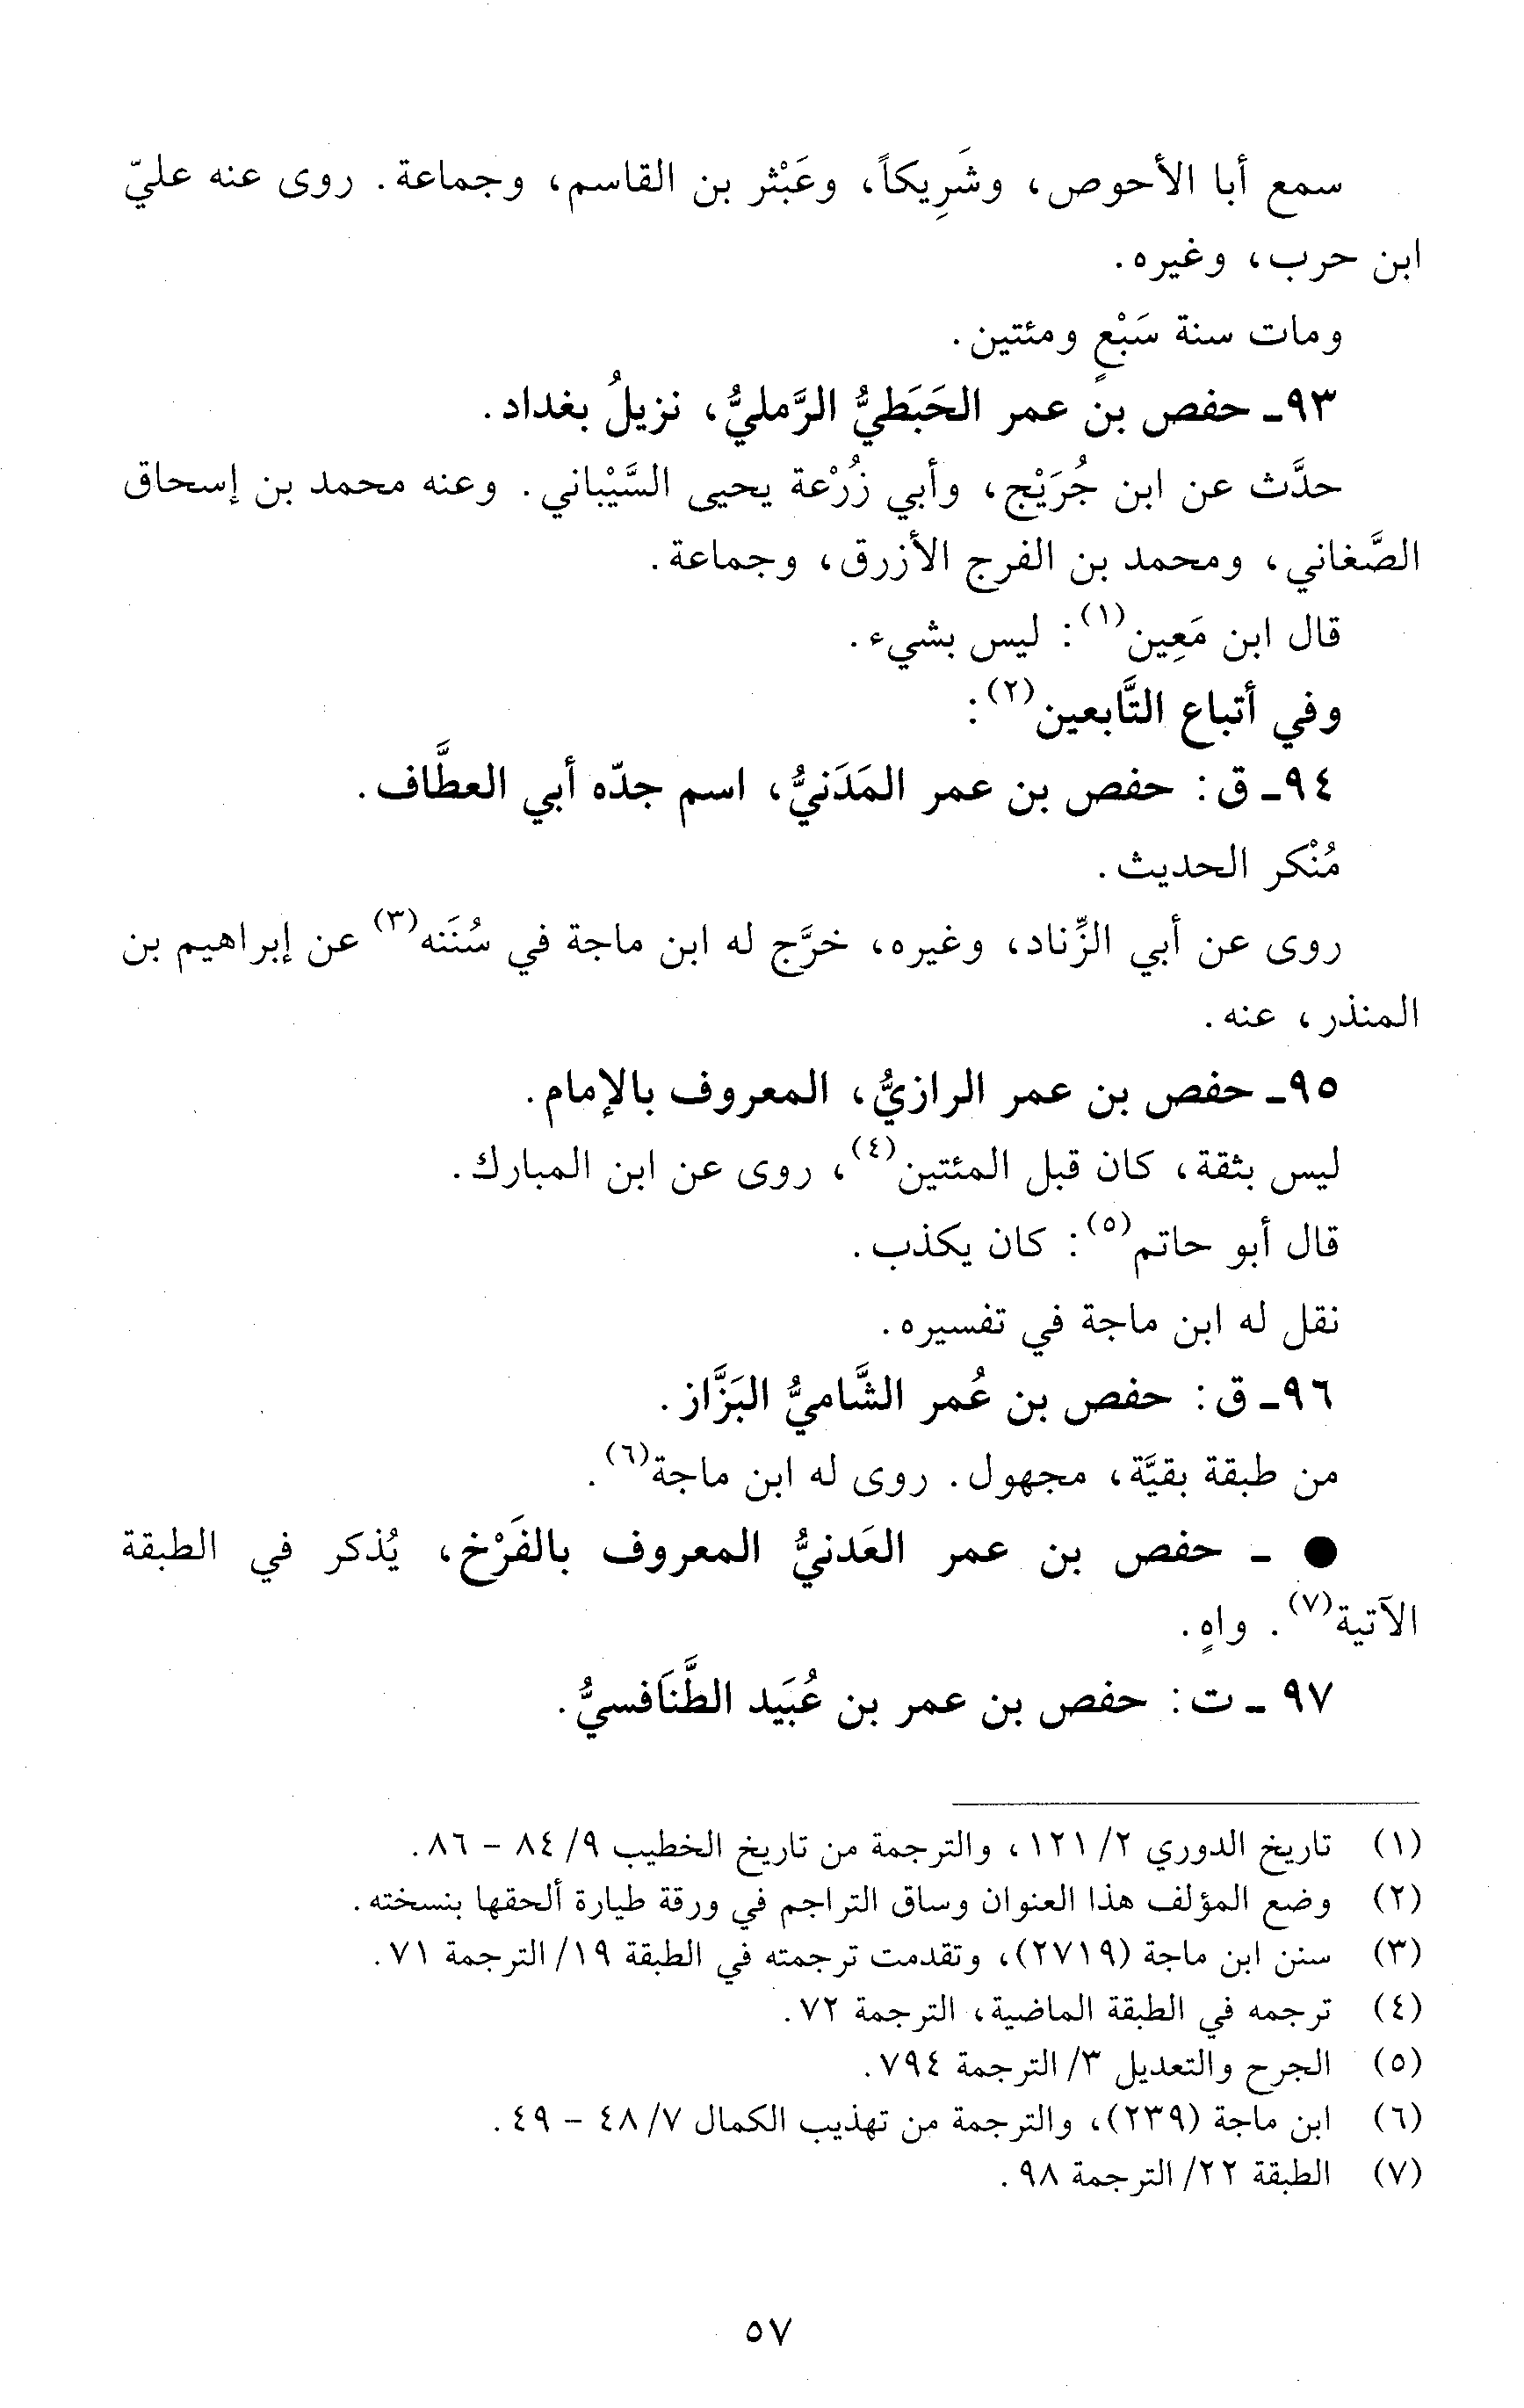 سمع أبا الأحوص، وشَرِيكاً، وعَبْثر بن القاسم، وجماعة. روى عنه عليّ
ابن حرب، وغيره.
ومات سنة سَبْعٍ ومئتين.
٩٣- حفص بن عمر الحَبَطيُّ الرَّمليُّ، نزيلُ بغداد.
حدَّث عن ابن جُرَيْج، وأبي زُرْعة يحيى السَّيْباني. وعنه محمد بن إسحاق
الصَّغاني، ومحمد بن الفرج الأزرق، وجماعة.
قال ابن مَعِين(١): ليس بشيء.
وفي أتباع التَّابعين(٢):
٩٤- ق: حفص بن عمر المَدَنيُّ، اسم جدّه أبي العطَّاف.
مُنْكر الحديث.
روى عن أبي الزِّناد، وغيره، خرَّج له ابن ماجة في سُنَنه(٣) عن إبراهيم بن
المنذر، عنه.
٩٥- حفص بن عمر الرازيُّ، المعروف بالإمام.
ليس بثقة، كان قبل المئتين(٤)، روى عن ابن المبارك.
قال أبو حاتم(٥): كان يكذب.
نقل له ابن ماجة في تفسيره.
٩٦- ق: حفص بن عُمر الشَّاميُّ البَزَّاز.
من طبقة بقيَّة، مجهول. روى له ابن ماجة(٦).
● - حفص بن عمر العَدنيُّ المعروف بالفَرْخ، يُذكر في الطبقة
الآتية(٧). واهٍ.
٩٧ - ت: حفص بن عمر بن عُبَيد الطَّنَافسيُّ.
(١) تاريخ الدوري ٢/ ١٢١، والترجمة من تاريخ الخطيب ٩/ ٨٤ - ٨٦.
(٢) وضع المؤلف هذا العنوان وساق التراجم في ورقة طيارة ألحقها بنسخته.
(٣) سنن ابن ماجة (٢٧١٩)، وتقدمت ترجمته في الطبقة ١٩/ الترجمة ٧١.
(٤) ترجمه في الطبقة الماضية، الترجمة ٧٢.
(٥) الجرح والتعديل ٣/ الترجمة ٧٩٤.
(٦) ابن ماجة (٢٣٩)، والترجمة من تهذيب الكمال ٧/ ٤٨ - ٤٩.
(٧) الطبقة ٢٢/ الترجمة ٩٨.
٥٧